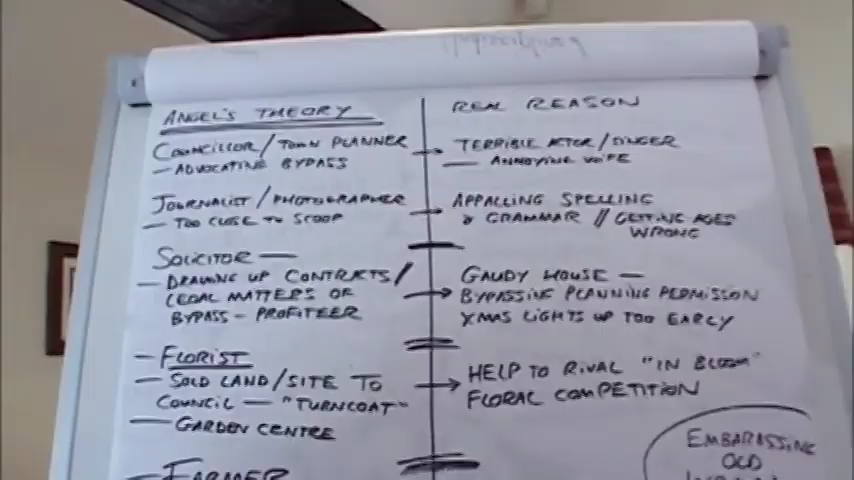 ANGEL'S THEORY
REAL REASON
COUNCILLOR/TOWN PLANNER
— ADVOCATING BYPASS
TERRIBLE ACTOR/SINGER
— ANNOYING VOICE
JOURNALIST/PHOTOGRAPHER
— TOO CLOSE TO SCOOP
APPALLING SPELLING
& GRAMMAR // GETTING AGES
WRONG
SOLICITOR —
— DRAWING UP CONTRACTS/
LEGAL MATTERS OF
BYPASS - PROFITEER
GAUDY HOUSE —
BYPASSING PLANNING PERMISSION
XMAS LIGHTS UP TOO EARLY
— FLORIST
— SOLD LAND/SITE TO
COUNCIL — "TURNCOAT"
— GARDEN CENTRE
HELP TO RIVAL "IN BLOOM"
FLORAL COMPETITION
— FARMER
EMBARASSING
OLD